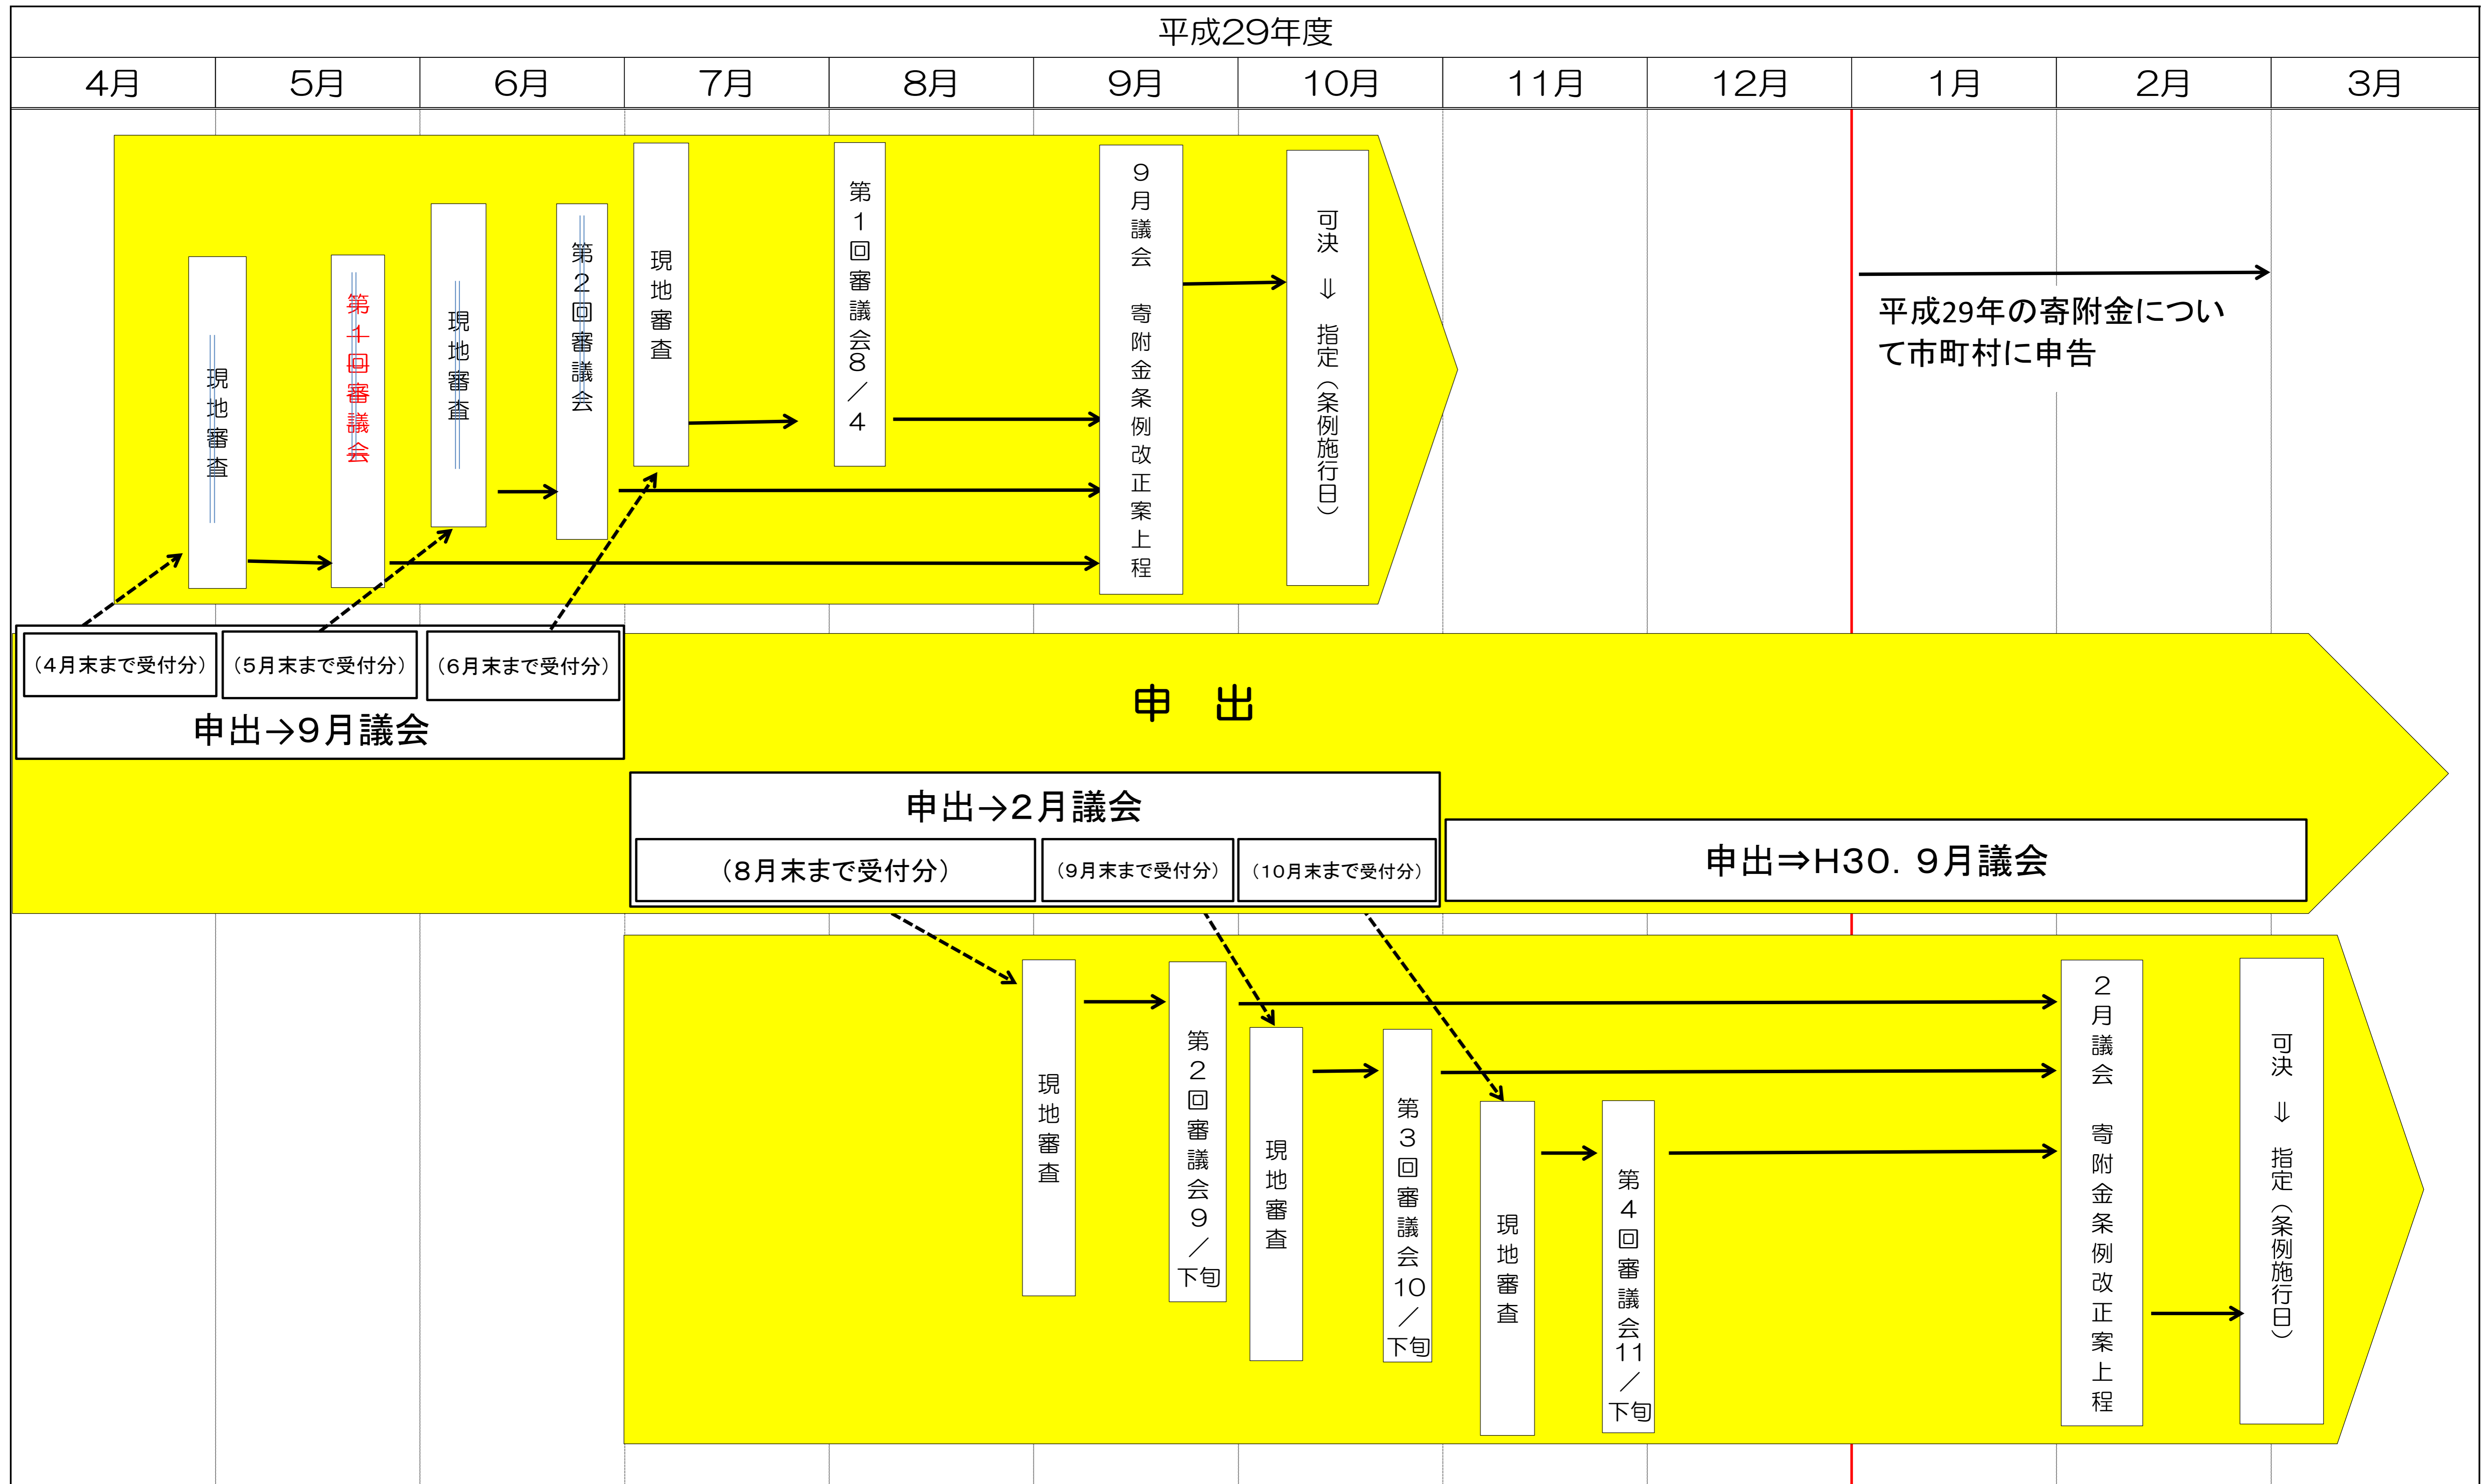 平成29年度
4月
5月
6月
7月
8月
9月
10月
11月
12月
1月
2月
3月
現地審査
第1回審議会
現地審査
第2回審議会
現地審査
第1回審議会8／4
9月議会　寄附金条例改正案上程
可決　⇒　指定（条例施行日）
平成29年の寄附金につい
て市町村に申告
（4月末まで受付分）
（5月末まで受付分）
（6月末まで受付分）
申出→9月議会
申　出
申出→2月議会
（8月末まで受付分）
（9月末まで受付分）
（10月末まで受付分）
申出⇒H30．9月議会
現地審査
第2回審議会9／下旬
現地審査
第3回審議会10／下旬
現地審査
第4回審議会11／下旬
2月議会　寄附金条例改正案上程
可決　⇒　指定（条例施行日）